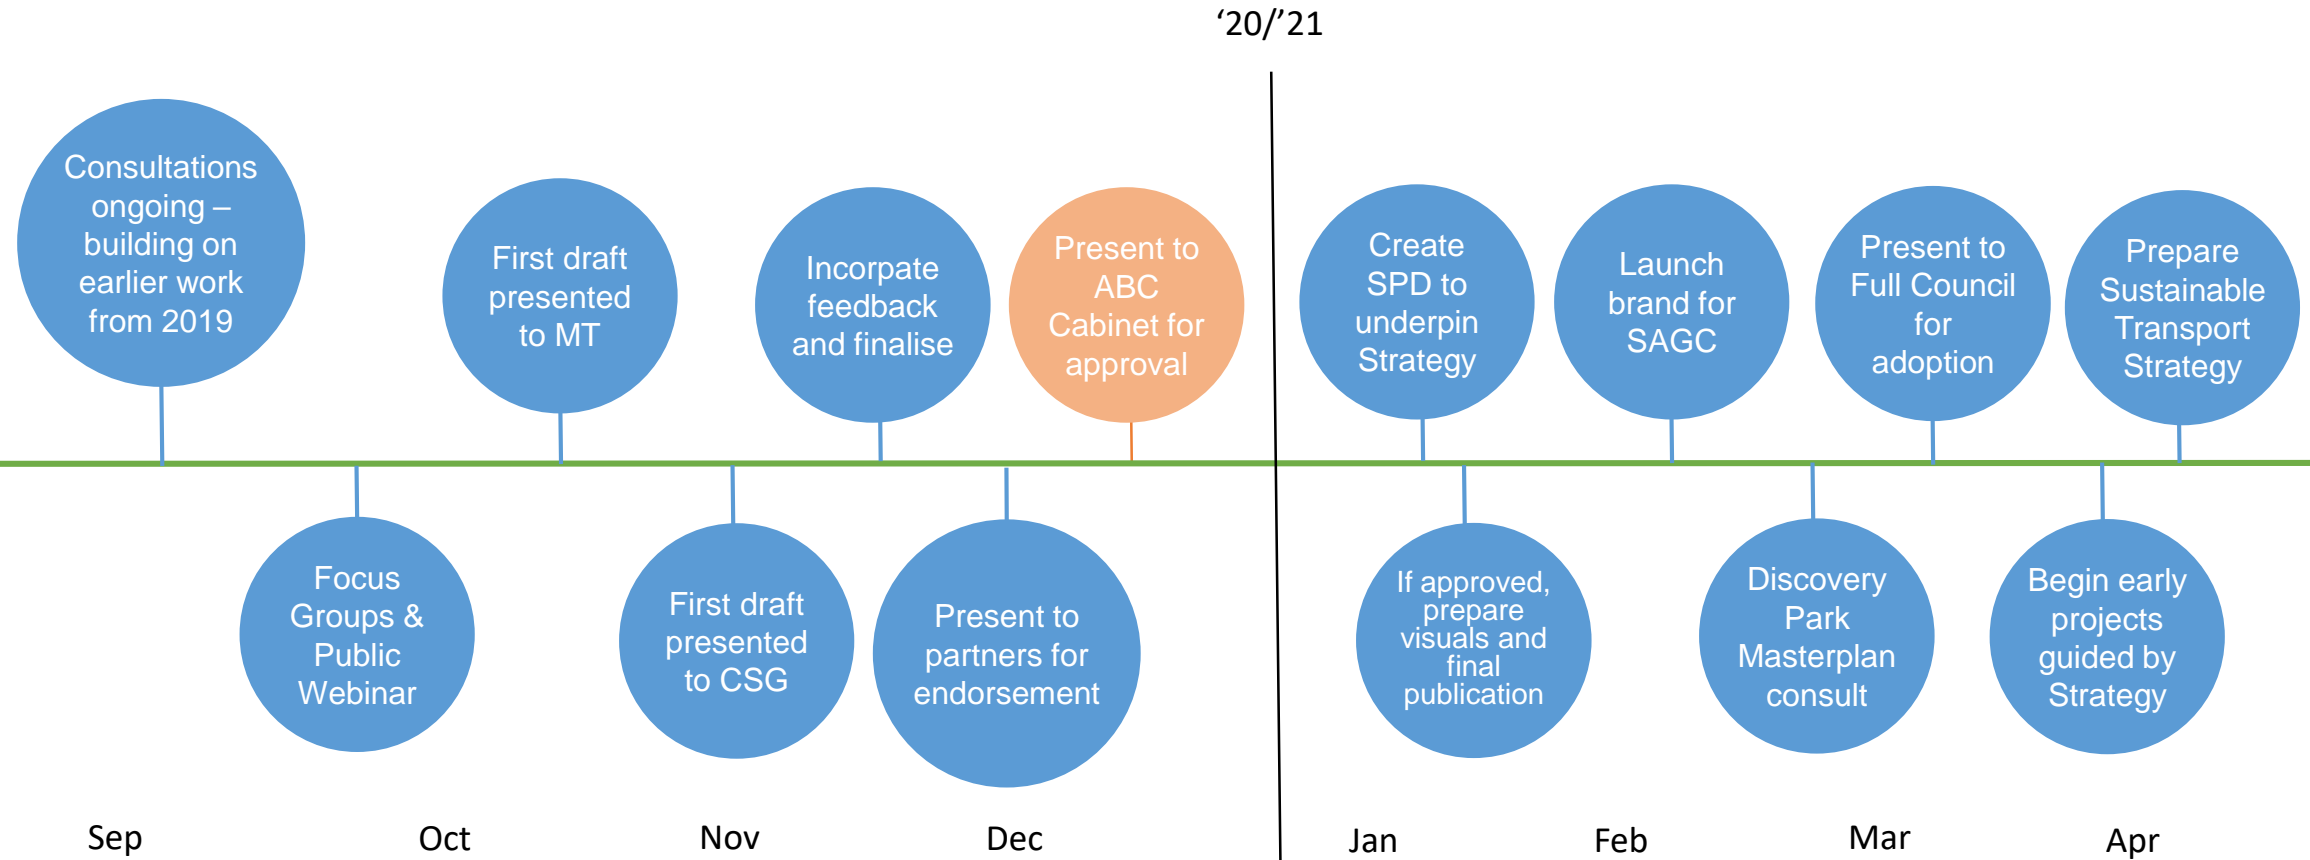 ‘20/’21
Consultations
ongoing –
building on
earlier work
from 2019
First draft
presented
to MT
Incorpate
feedback
and finalise
Present to
ABC
Cabinet for
approval
Create
SPD to
underpin
Strategy
Launch
brand for
SAGC
Present to
Full Council
for
adoption
Prepare
Sustainable
Transport
Strategy
Focus
Groups &
Public
Webinar
First draft
presented
to CSG
Present to
partners for
endorsement
If approved,
prepare
visuals and
final
publication
Discovery
Park
Masterplan
consult
Begin early
projects
guided by
Strategy
Sep
Oct
Nov
Dec
Jan
Feb
Mar
Apr